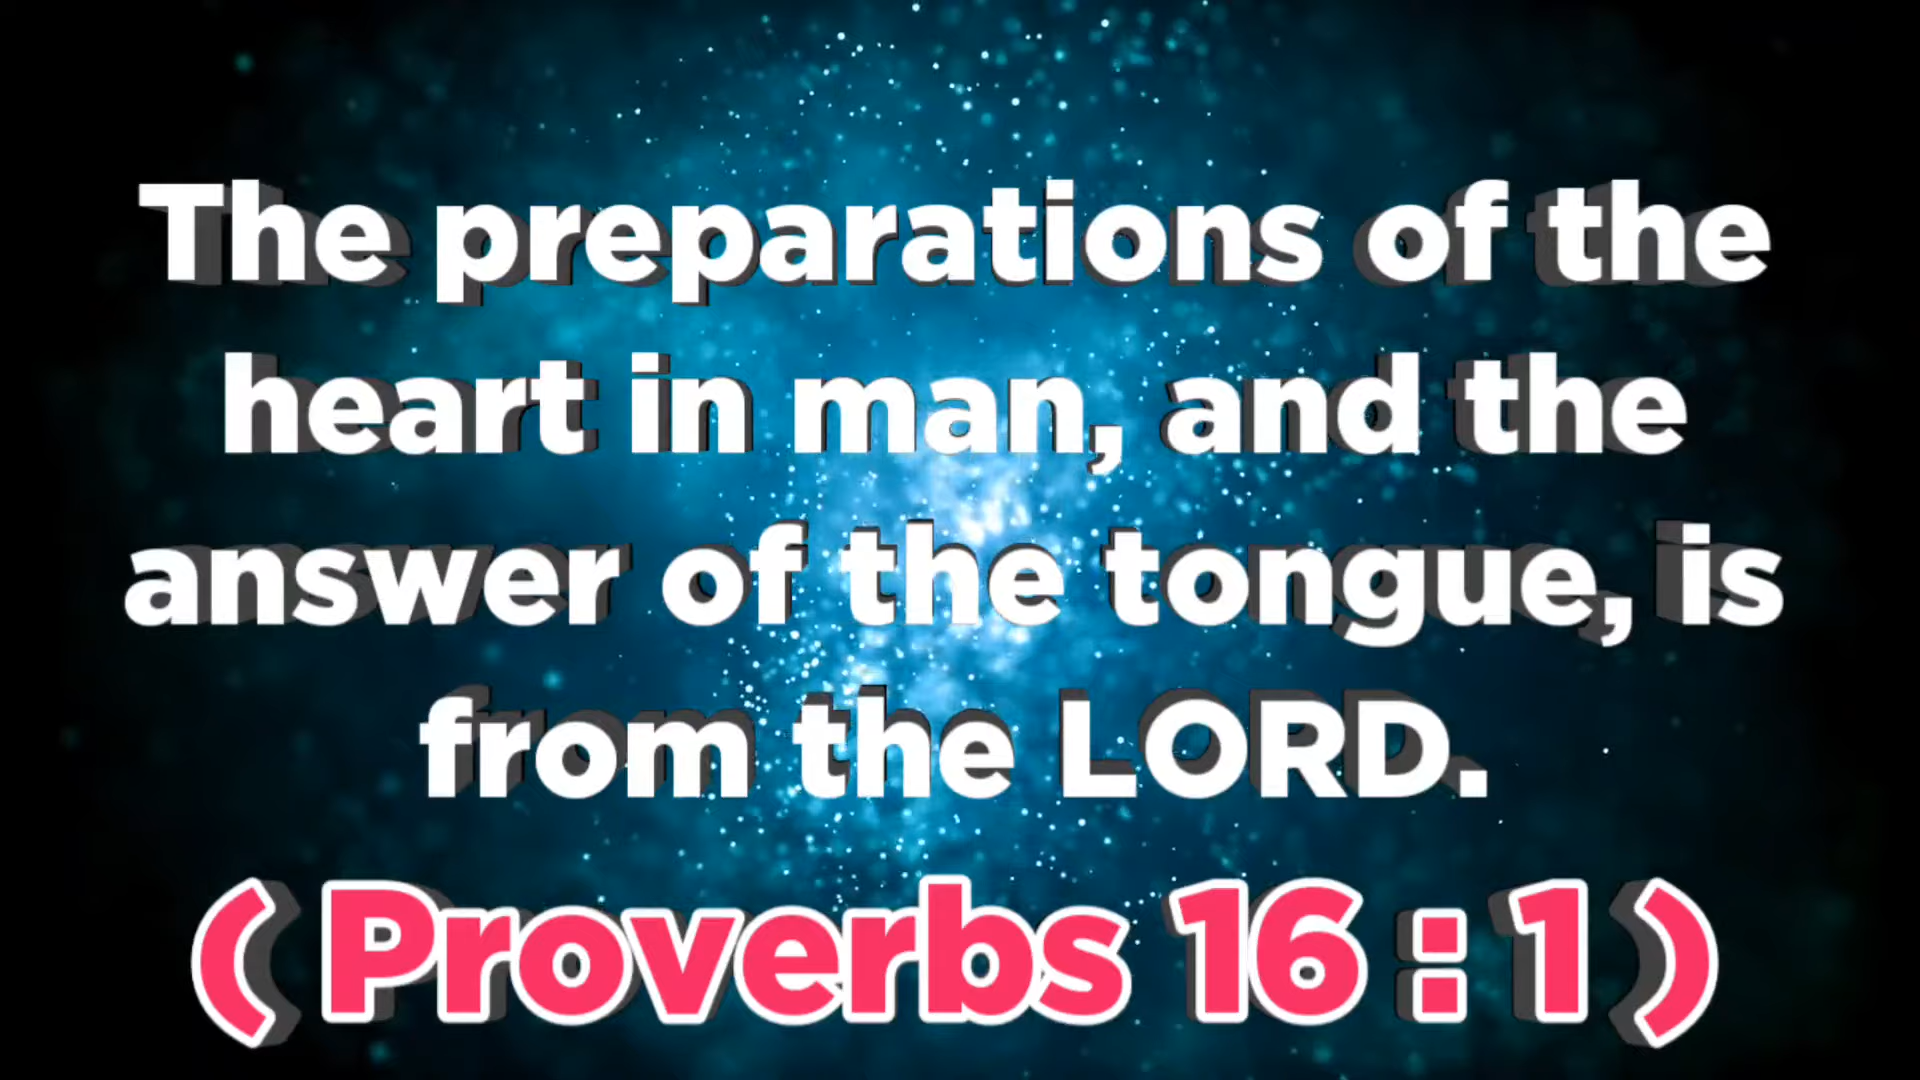 The preparations of the
heart in man, and the
answer of the tongue, is
from the LORD.
( Proverbs 16 : 1 )